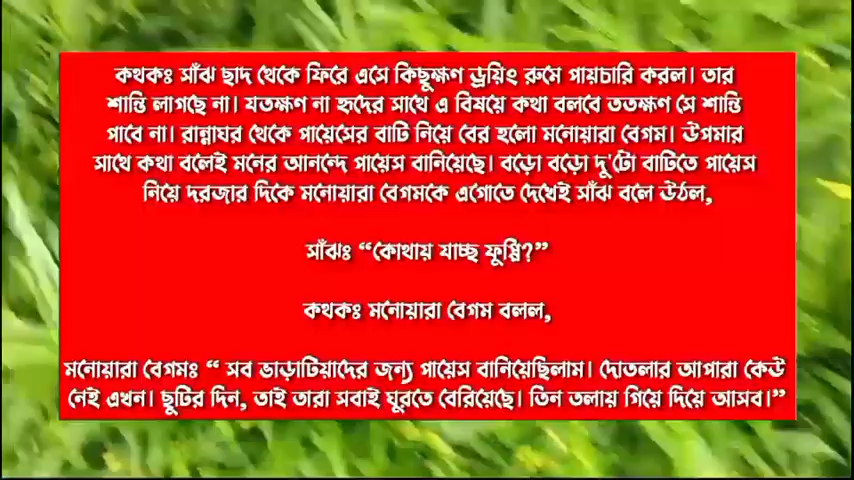 কথকঃ সাঁঝ ছাদ থেকে ফিরে এসে কিছুক্ষণ ড্রয়িং রুমে পায়চারি করল। তার
শান্তি লাগছে না। যতক্ষণ না হৃদের সাথে এ বিষয়ে কথা বলবে ততক্ষণ সে শান্তি
পাবে না। রান্নাঘর থেকে পায়েসের বাটি নিয়ে বের হলো মনোয়ারা বেগম। উপমার
সাথে কথা বলেই মনের আনন্দে পায়েস বানিয়েছে। বড়ো বড়ো দু'টো বাটিতে পায়েস
নিয়ে দরজার দিকে মনোয়ারা বেগমকে এগোতে দেখেই সাঁঝ বলে উঠল,
সাঁঝঃ “কোথায় যাচ্ছ ফুপ্পি?”
কথকঃ মনোয়ারা বেগম বলল,
মনোয়ারা বেগমঃ “ সব ভাড়াটিয়াদের জন্য পায়েস বানিয়েছিলাম। দোতলার আপারা কেউ
নেই এখন। ছুটির দিন, তাই তারা সবাই ঘুরতে বেরিয়েছে। তিন তলায় গিয়ে দিয়ে আসব।”